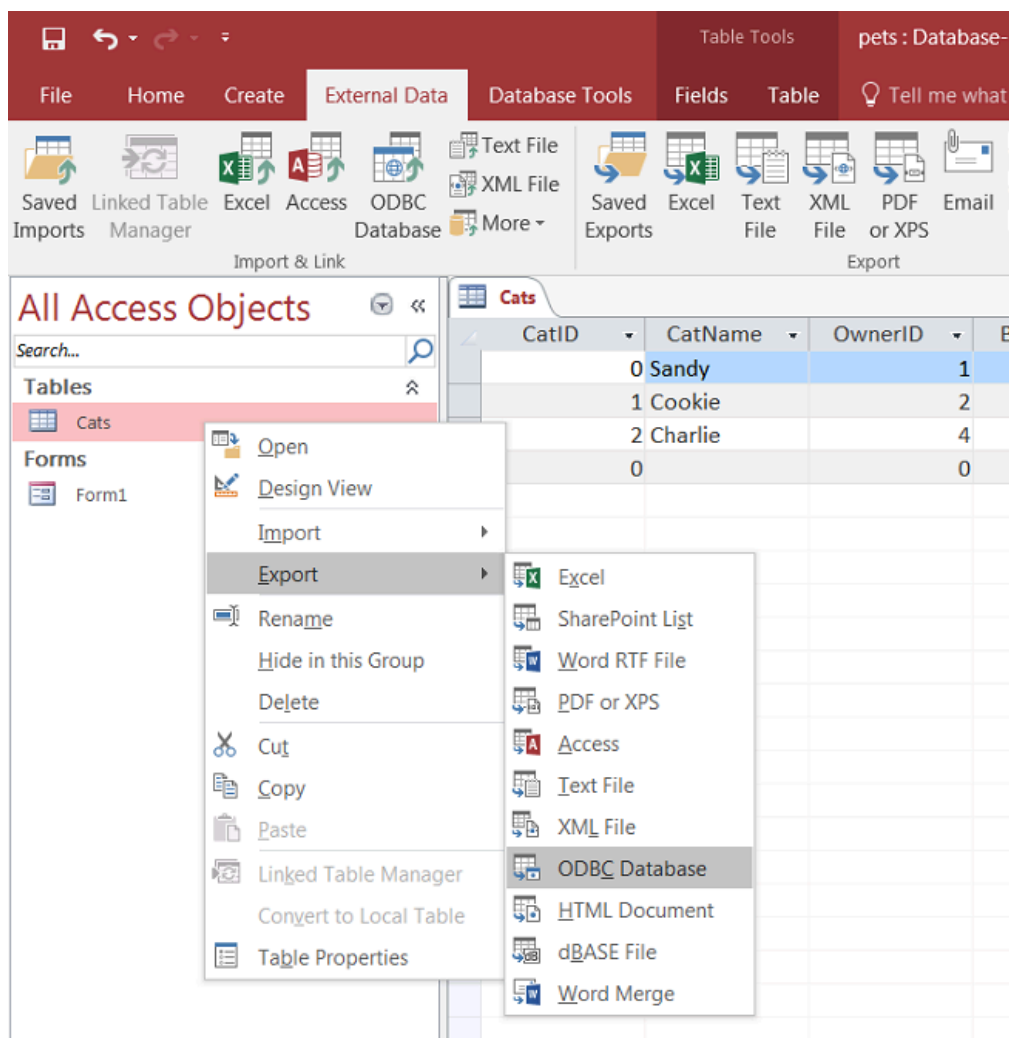 Table Tools
pets : Database-
File Home Create External Data Database Tools Fields Table Tell me what
Saved Imports
Linked Table Manager
Excel
Access
ODBC Database
Text File
XML File
More
Import & Link
Saved Exports
Excel
Text File
XML File
PDF or XPS
Email
Export
All Access Objects
Search...
Tables
Cats
Forms
Form1
Cats
CatID CatName OwnerID
0 Sandy 1
1 Cookie 2
2 Charlie 4
0 0
Open
Design View
Import
Export
Rename
Hide in this Group
Delete
Cut
Copy
Paste
Linked Table Manager
Convert to Local Table
Table Properties
Excel
SharePoint List
Word RTF File
PDF or XPS
Access
Text File
XML File
ODBC Database
HTML Document
dBASE File
Word Merge